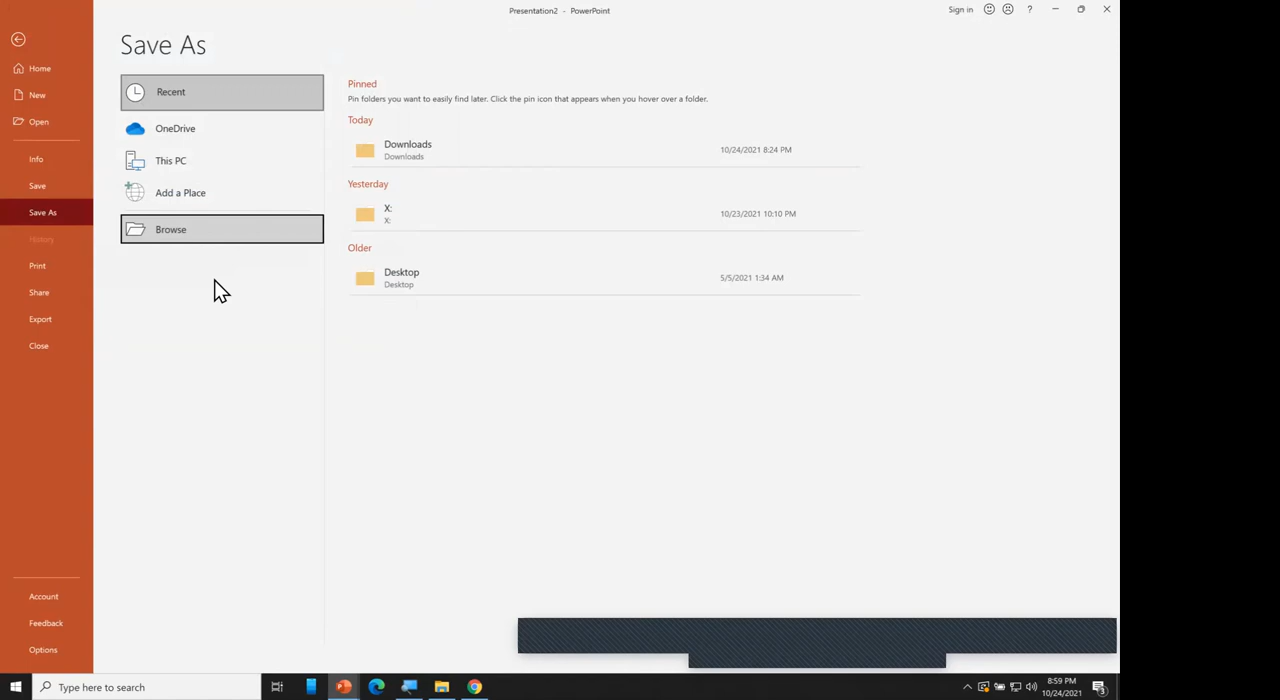 Presentation2 - PowerPoint
Sign in
?
Save As
Home
New
Open
Info
Save
Save As
History
Print
Share
Export
Close
Account
Feedback
Options
Recent
OneDrive
This PC
Add a Place
Browse
Pinned
Pin folders you want to easily find later. Click the pin icon that appears when you hover over a folder.
Today
Downloads
Downloads
10/24/2021 8:24 PM
Yesterday
X:
X:
10/23/2021 10:10 PM
Older
Desktop
Desktop
5/5/2021 1:34 AM
Type here to search
8:59 PM
10/24/2021
3